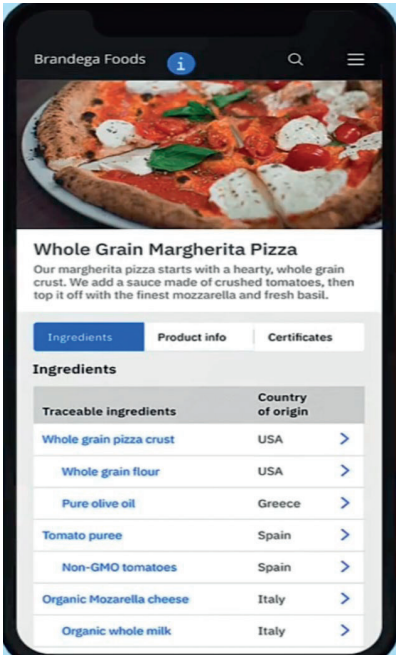 Brandega Foods i
Whole Grain Margherita Pizza
Our margherita pizza starts with a hearty, whole grain
crust. We add a sauce made of crushed tomatoes, then
top it off with the finest mozzarella and fresh basil.
Ingredients Product info Certificates
Ingredients
Traceable ingredients Country
of origin
Whole grain pizza crust USA
Whole grain flour USA
Pure olive oil Greece
Tomato puree Spain
Non-GMO tomatoes Spain
Organic Mozarella cheese Italy
Organic whole milk Italy